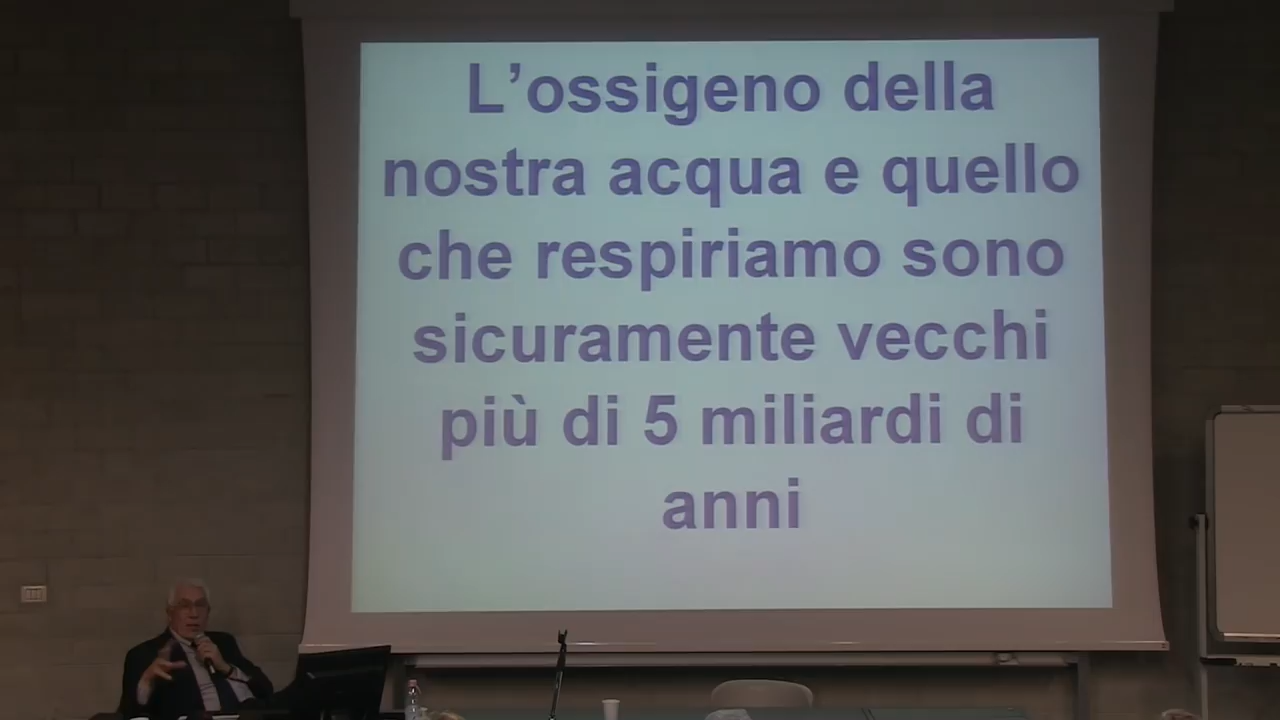 L’ossigeno della
nostra acqua e quello
che respiriamo sono
sicuramente vecchi
più di 5 miliardi di
anni